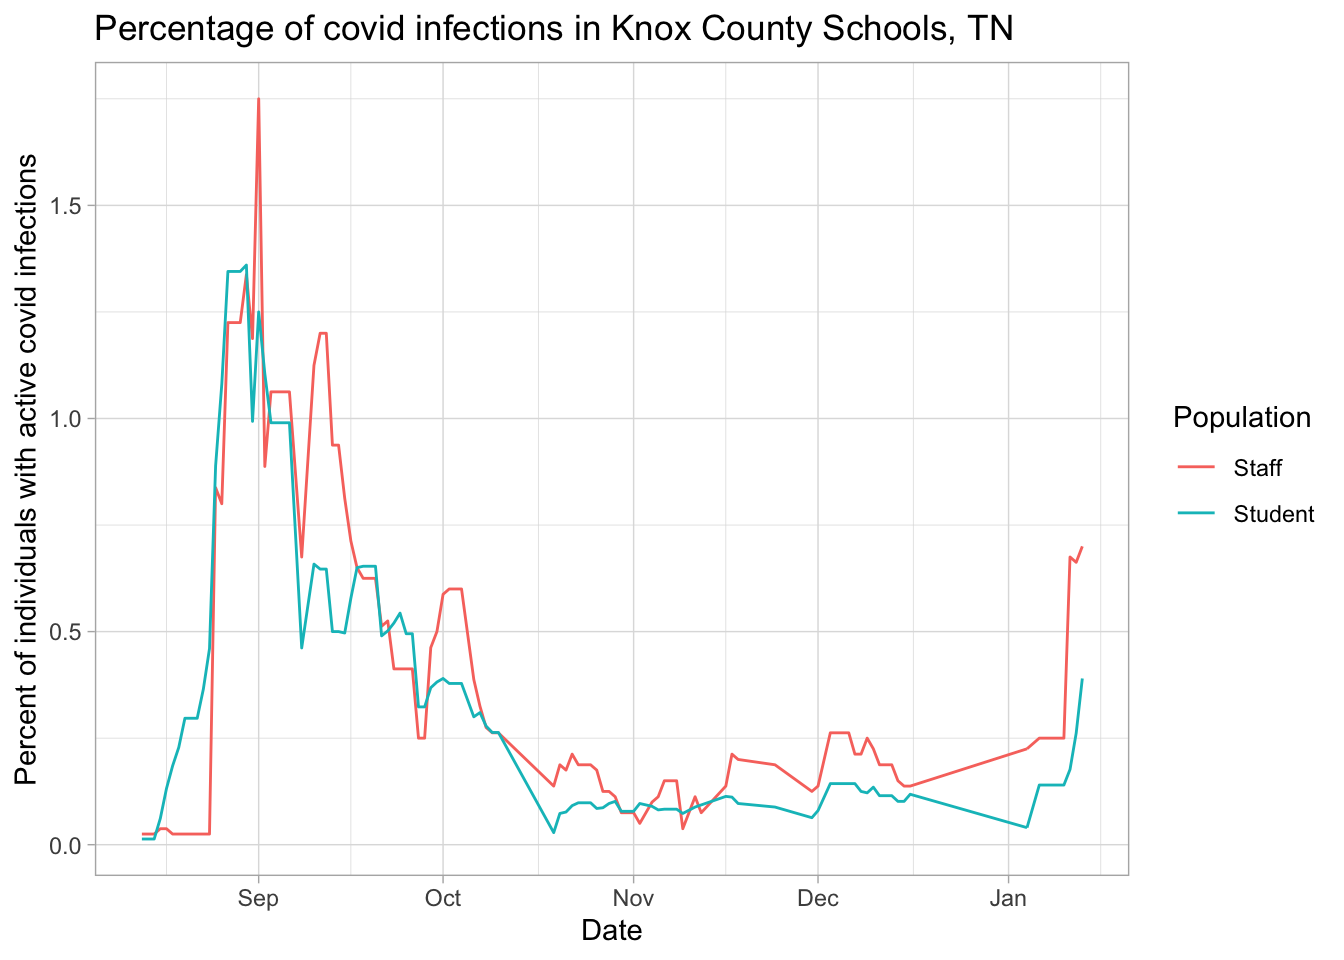 Percentage of covid infections in Knox County Schools, TN
Percent of individuals with active covid infections
1.5
1.0
0.5
0.0
Sep Oct Nov Dec Jan
Date
Population
Staff
Student